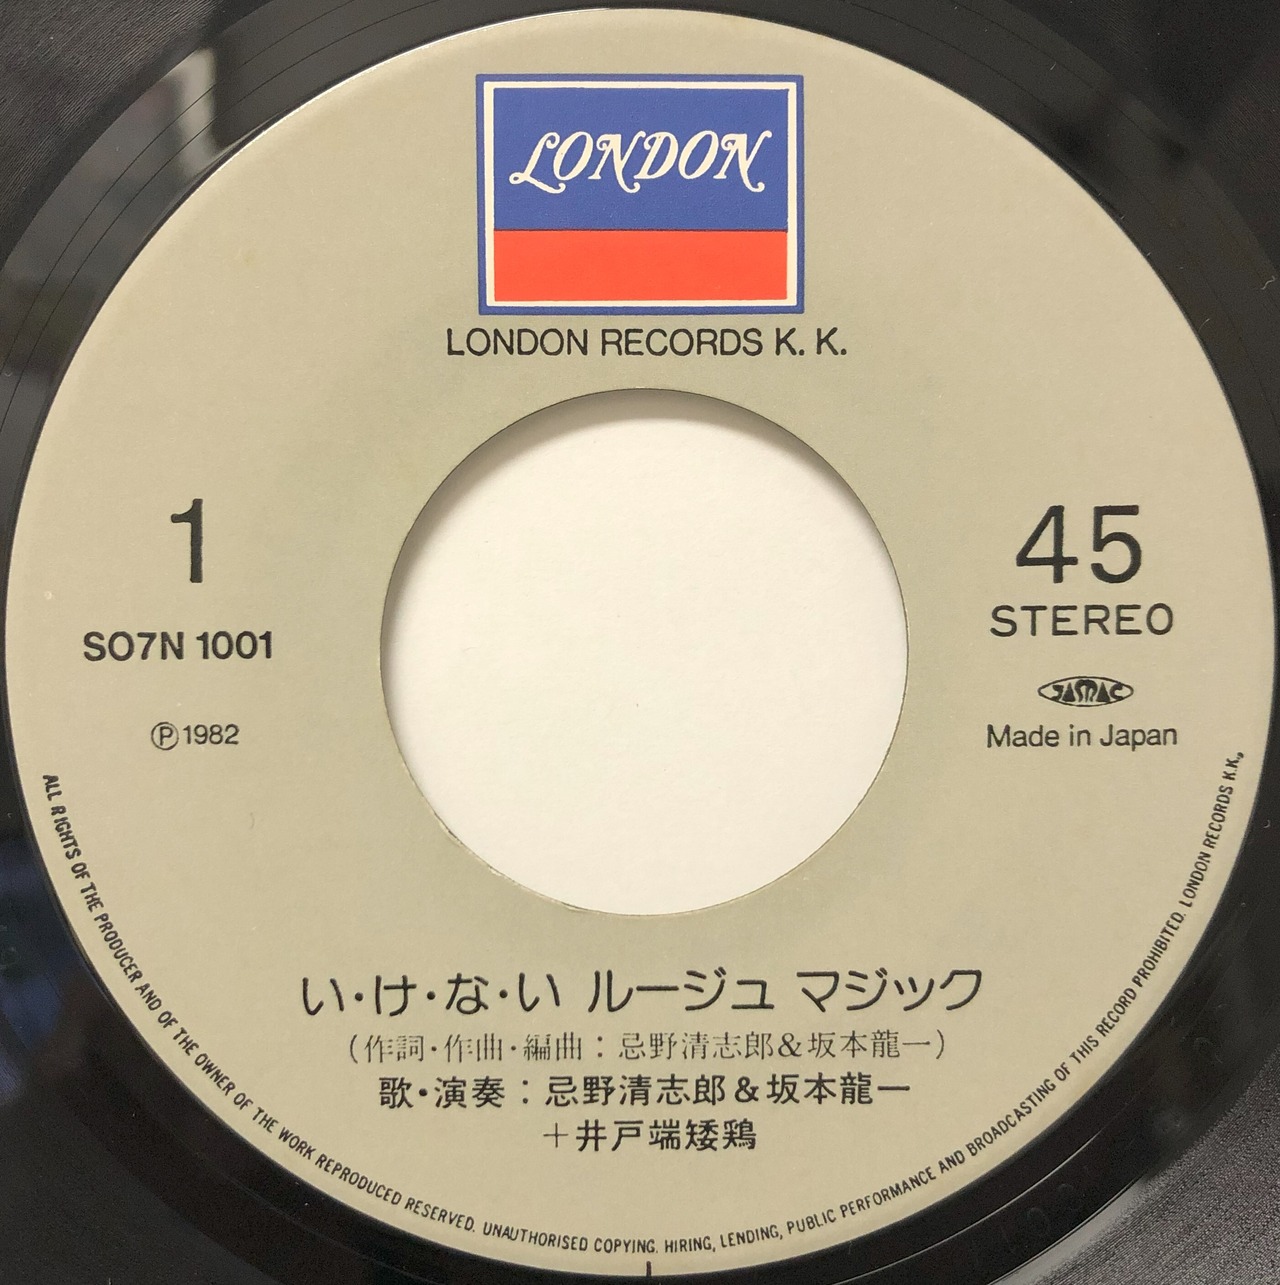 LONDON
LONDON RECORDS K. K.
1
SO7N 1001
Ⓟ1982
45
STEREO
JASRAC
Made in Japan
い・け・な・い ルージュ マジック
(作詞・作曲・編曲：忌野清志郎&坂本龍一)
歌・演奏：忌野清志郎&坂本龍一
＋井戸端矮鶏
ALL RIGHTS OF THE PRODUCER AND OF THE OWNER OF THE WORK REPRODUCED RESERVED. UNAUTHORISED COPYING. HIRING, LENDING, PUBLIC PERFORMANCE AND BROADCASTING OF THIS RECORD PROHIBITED. LONDON RECORDS K.K.